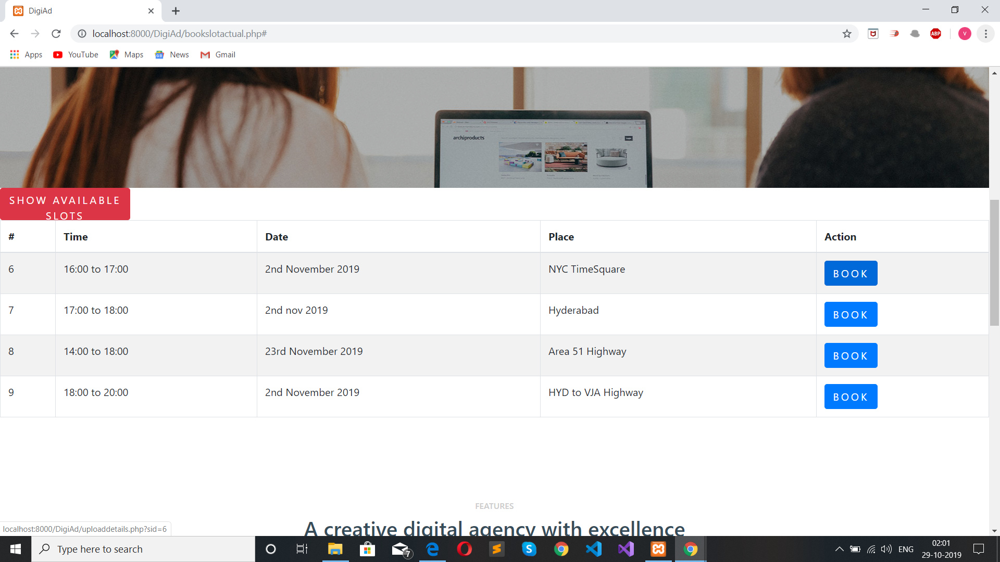 DigiAd
localhost:8000/DigiAd/bookslotactual.php#
ABP
V
Apps YouTube Maps News Gmail
archiproducts
SHOW AVAILABLE
SLOTS
# Time Date Place Action
6 16:00 to 17:00 2nd November 2019 NYC TimeSquare BOOK
7 17:00 to 18:00 2nd nov 2019 Hyderabad BOOK
8 14:00 to 18:00 23rd November 2019 Area 51 Highway BOOK
9 18:00 to 20:00 2nd November 2019 HYD to VJA Highway BOOK
FEATURES
A creative digital agency with excellence
localhost:8000/DigiAd/uploaddetails.php?sid=6
Type here to search
7
ENG
02:01
29-10-2019